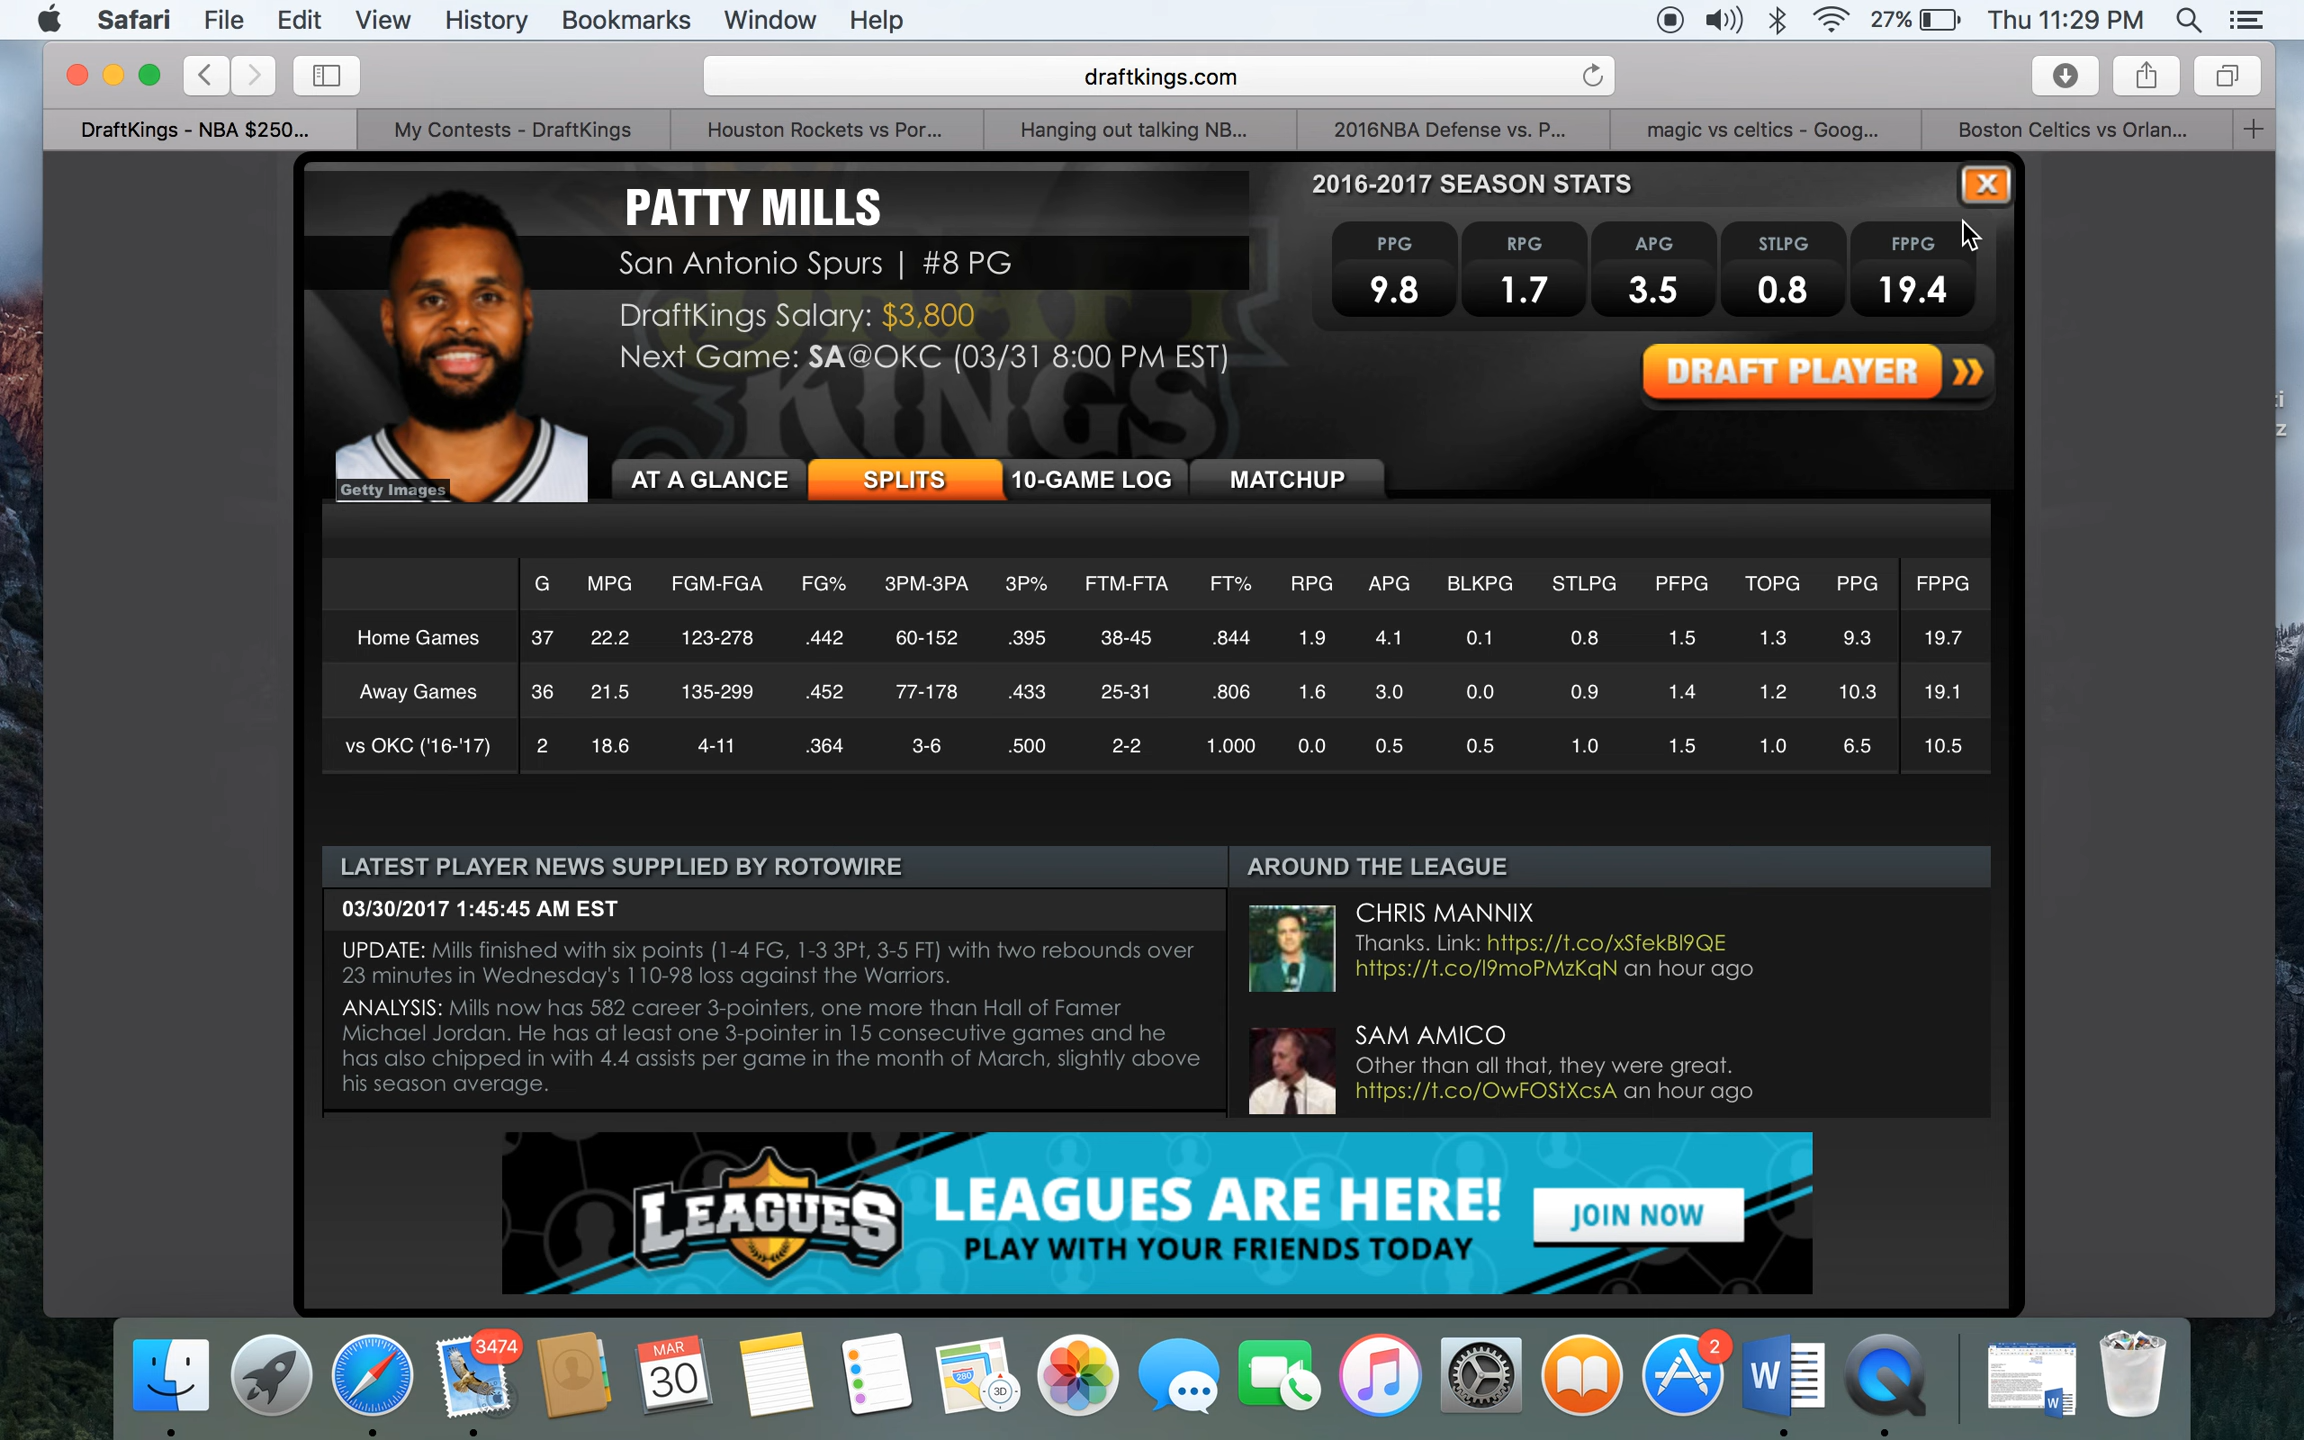 Safari File Edit View History Bookmarks Window Help 27% Thu 11:29 PM
draftkings.com
DraftKings - NBA $250... My Contests - DraftKings Houston Rockets vs Por... Hanging out talking NB... 2016NBA Defense vs. P... magic vs celtics - Goog... Boston Celtics vs Orlan...
PATTY MILLS
San Antonio Spurs | #8 PG
DraftKings Salary: $3,800
Next Game: SA@OKC (03/31 8:00 PM EST)
Getty Images
2016-2017 SEASON STATS
X
PPG RPG APG STLPG FPPG
9.8 1.7 3.5 0.8 19.4
DRAFT PLAYER
KINGS
AT A GLANCE SPLITS 10-GAME LOG MATCHUP
G MPG FGM-FGA FG% 3PM-3PA 3P% FTM-FTA FT% RPG APG BLKPG STLPG PFPG TOPG PPG FPPG
Home Games 37 22.2 123-278 .442 60-152 .395 38-45 .844 1.9 4.1 0.1 0.8 1.5 1.3 9.3 19.7
Away Games 36 21.5 135-299 .452 77-178 .433 25-31 .806 1.6 3.0 0.0 0.9 1.4 1.2 10.3 19.1
vs OKC ('16-'17) 2 18.6 4-11 .364 3-6 .500 2-2 1.000 0.0 0.5 0.5 1.0 1.5 1.0 6.5 10.5
LATEST PLAYER NEWS SUPPLIED BY ROTOWIRE
03/30/2017 1:45:45 AM EST
UPDATE: Mills finished with six points (1-4 FG, 1-3 3Pt, 3-5 FT) with two rebounds over
23 minutes in Wednesday's 110-98 loss against the Warriors.
ANALYSIS: Mills now has 582 career 3-pointers, one more than Hall of Famer
Michael Jordan. He has at least one 3-pointer in 15 consecutive games and he
has also chipped in with 4.4 assists per game in the month of March, slightly above
his season average.
AROUND THE LEAGUE
CHRIS MANNIX
Thanks. Link: https://t.co/xSfekBl9QE
https://t.co/l9moPMzKqN an hour ago
SAM AMICO
Other than all that, they were great.
https://t.co/OwFOStXcsA an hour ago
LEAGUES
LEAGUES ARE HERE!
PLAY WITH YOUR FRIENDS TODAY
JOIN NOW
3474
MAR
30
280
3D
2
W